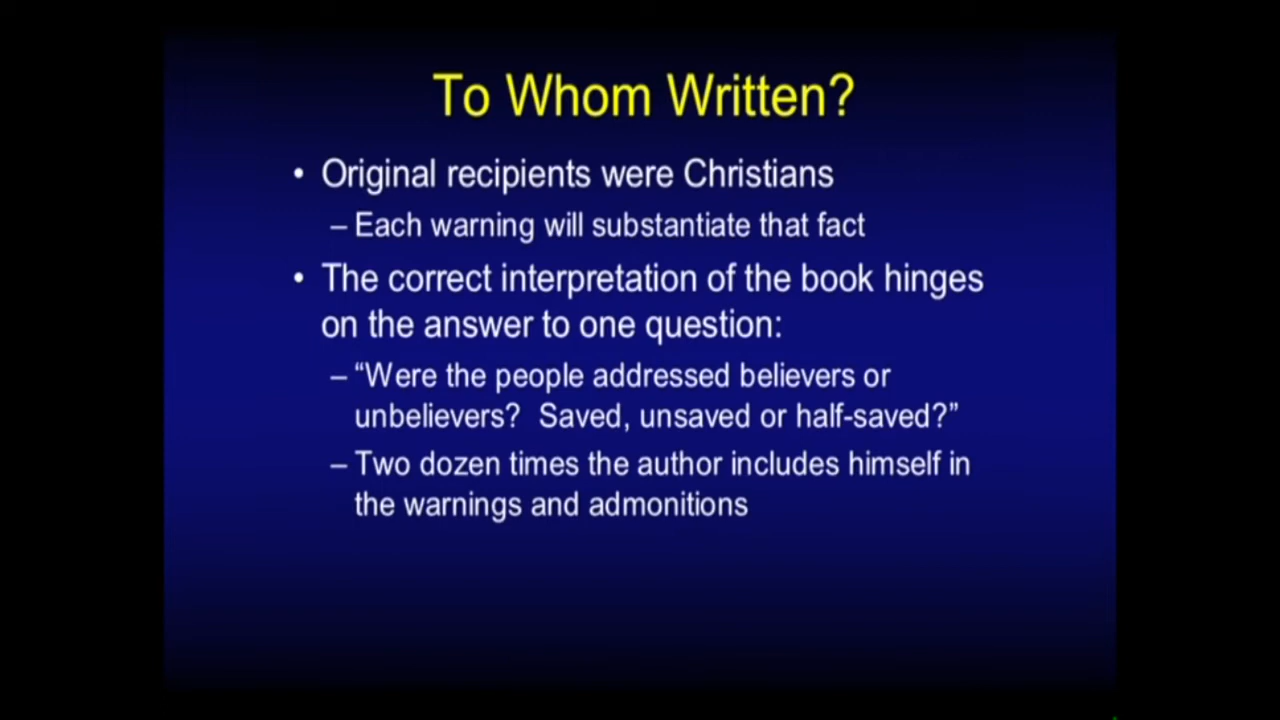 To Whom Written?
• Original recipients were Christians
– Each warning will substantiate that fact
• The correct interpretation of the book hinges
on the answer to one question:
– “Were the people addressed believers or
unbelievers?  Saved, unsaved or half-saved?”
– Two dozen times the author includes himself in
the warnings and admonitions